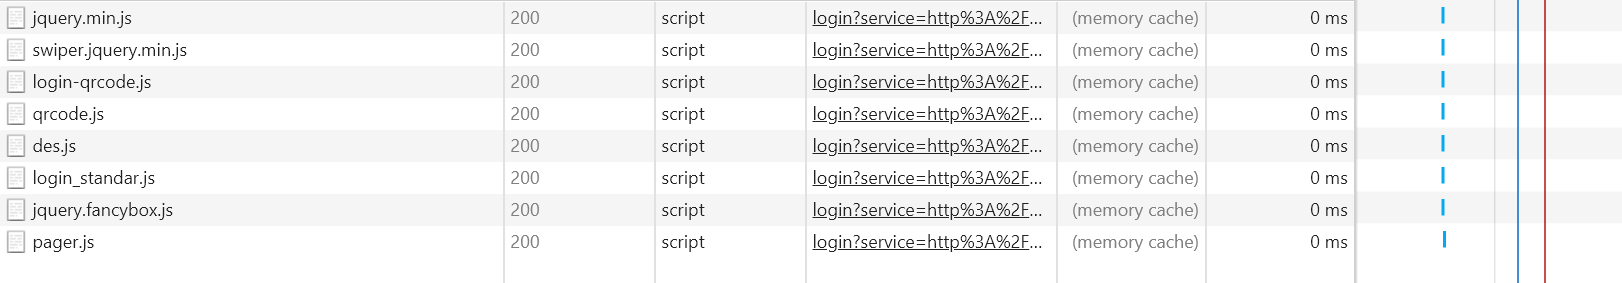 jquery.min.js 200 script login?service=http%3A%2F... (memory cache) 0 ms
swiper.jquery.min.js 200 script login?service=http%3A%2F... (memory cache) 0 ms
login-qrcode.js 200 script login?service=http%3A%2F... (memory cache) 0 ms
qrcode.js 200 script login?service=http%3A%2F... (memory cache) 0 ms
des.js 200 script login?service=http%3A%2F... (memory cache) 0 ms
login_standar.js 200 script login?service=http%3A%2F... (memory cache) 0 ms
jquery.fancybox.js 200 script login?service=http%3A%2F... (memory cache) 0 ms
pager.js 200 script login?service=http%3A%2F... (memory cache) 0 ms